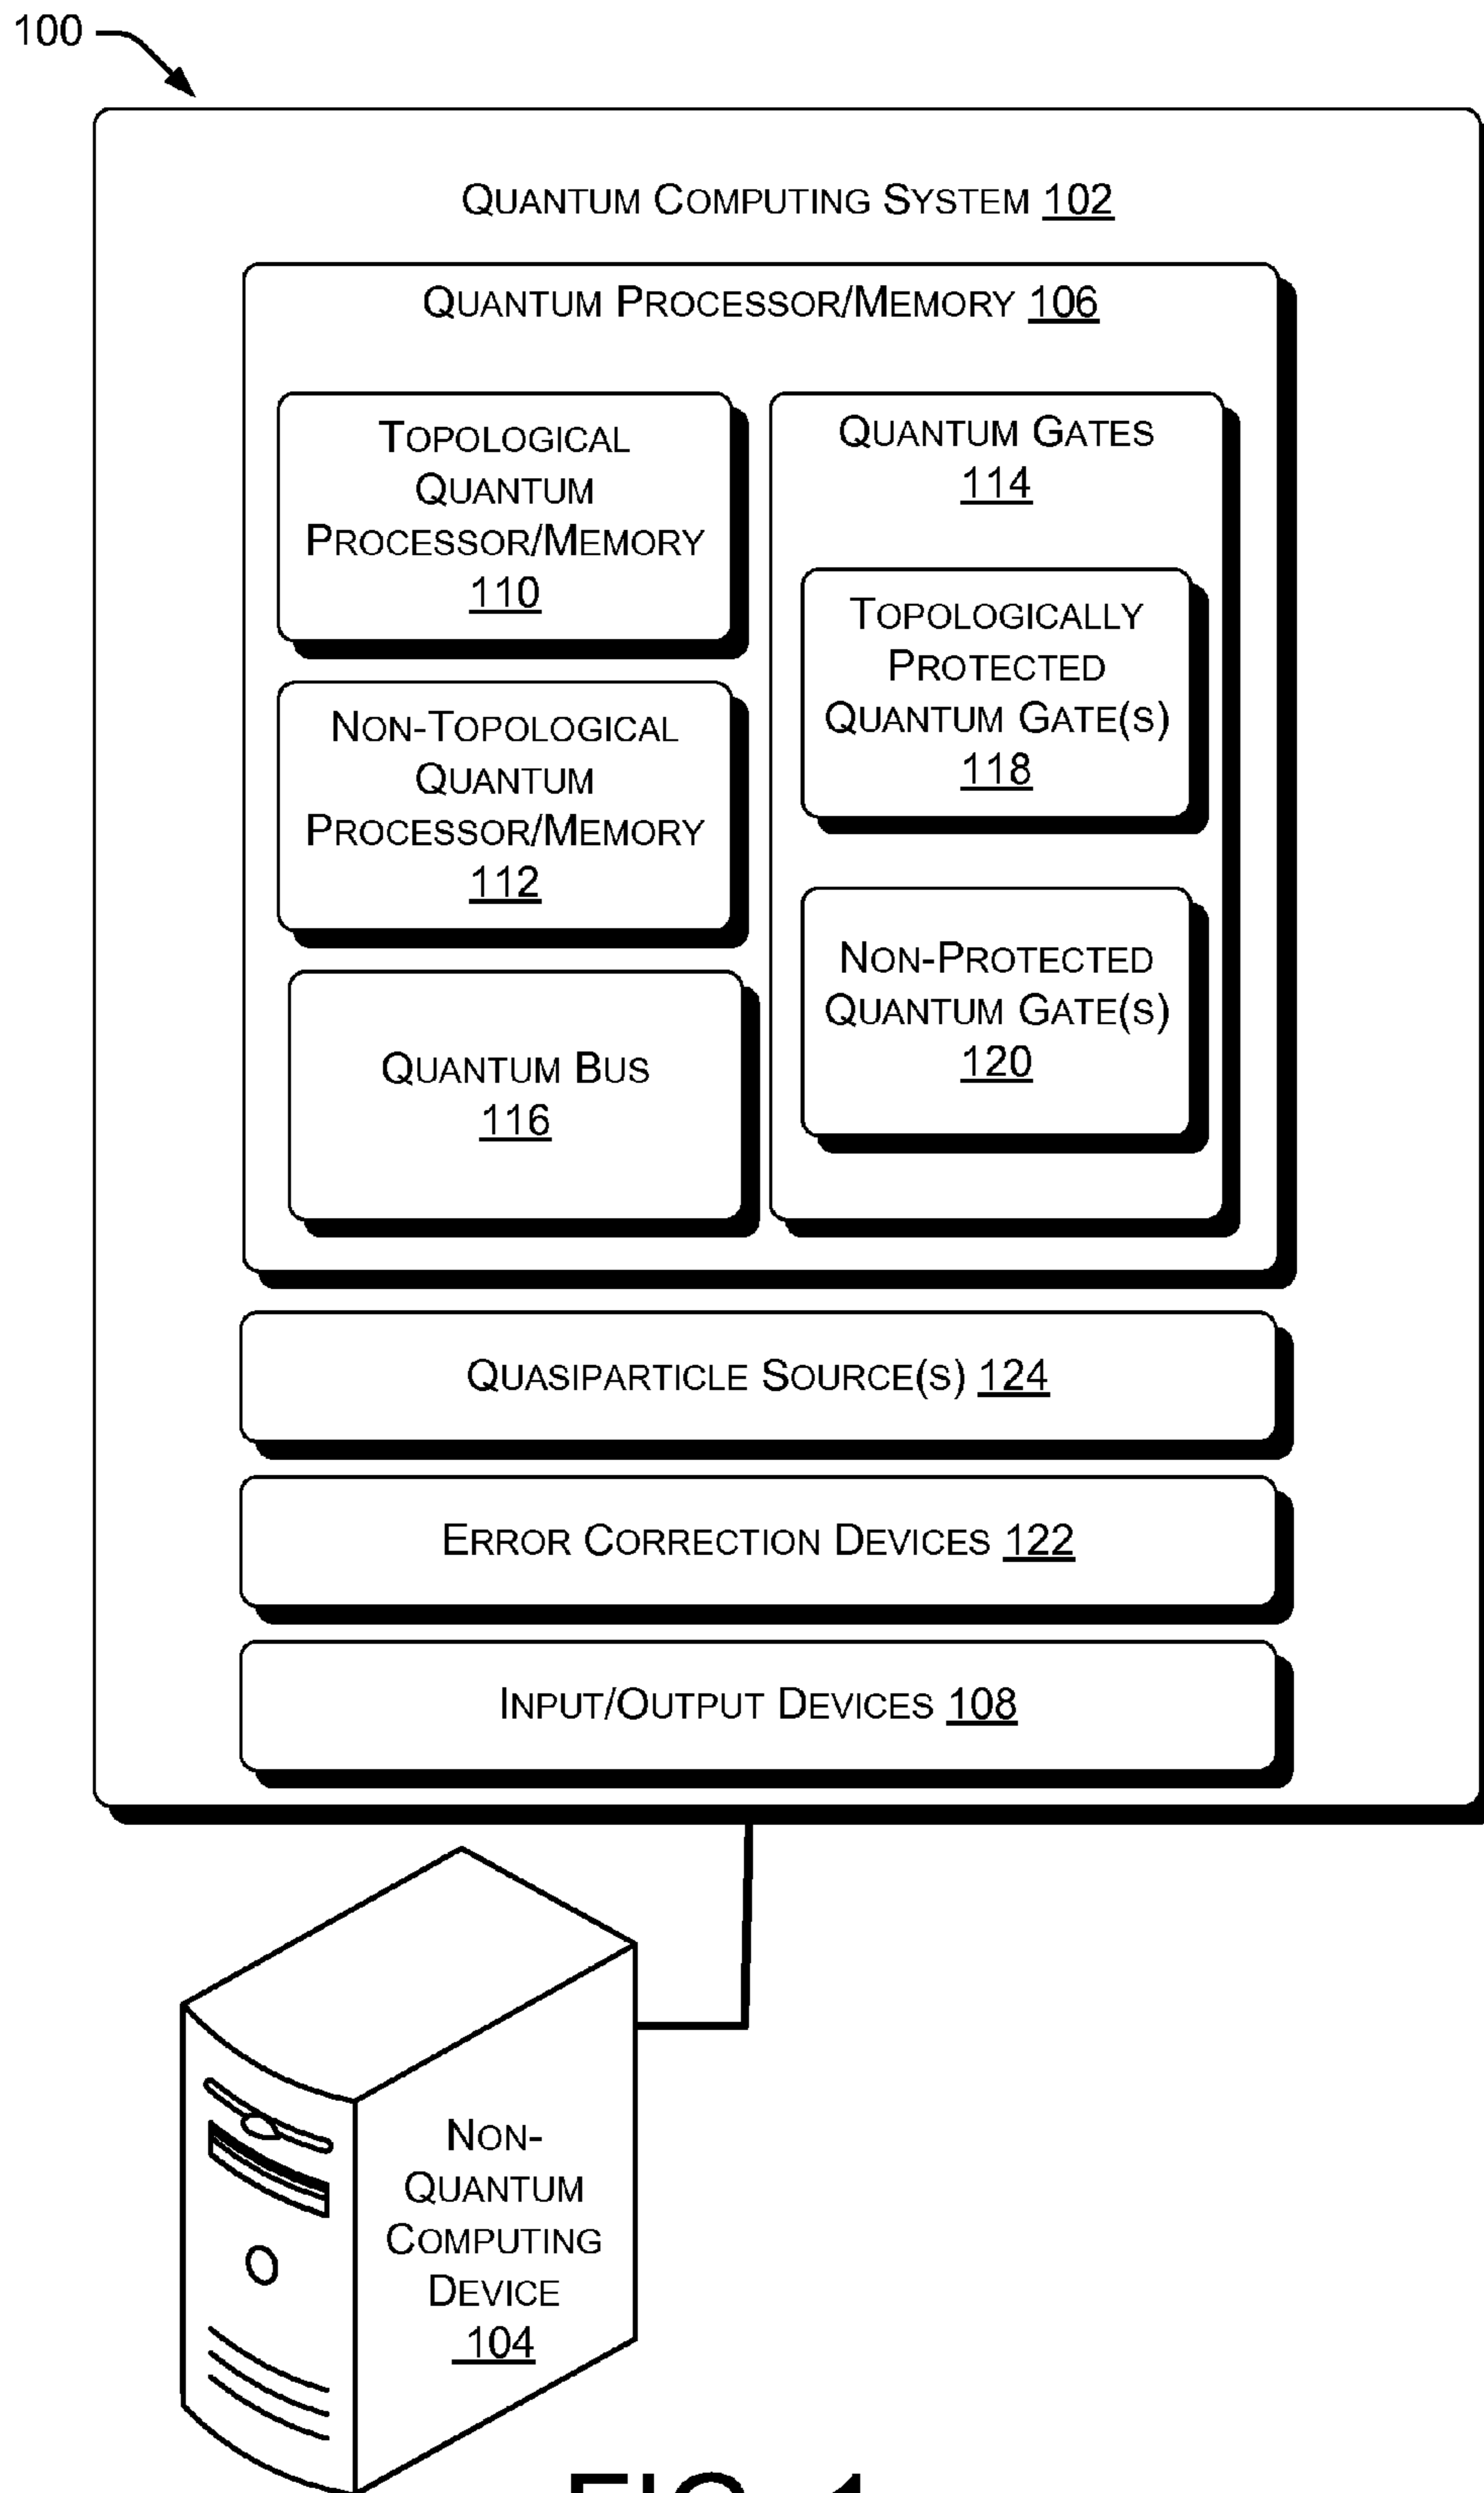 100
QUANTUM COMPUTING SYSTEM 102
QUANTUM PROCESSOR/MEMORY 106
TOPOLOGICAL
QUANTUM
PROCESSOR/MEMORY
110
NON-TOPOLOGICAL
QUANTUM
PROCESSOR/MEMORY
112
QUANTUM BUS
116
QUANTUM GATES
114
TOPOLOGICALLY
PROTECTED
QUANTUM GATE(S)
118
NON-PROTECTED
QUANTUM GATE(S)
120
QUASIPARTICLE SOURCE(S) 124
ERROR CORRECTION DEVICES 122
INPUT/OUTPUT DEVICES 108
NON-
QUANTUM
COMPUTING
DEVICE
104
FIG. 1